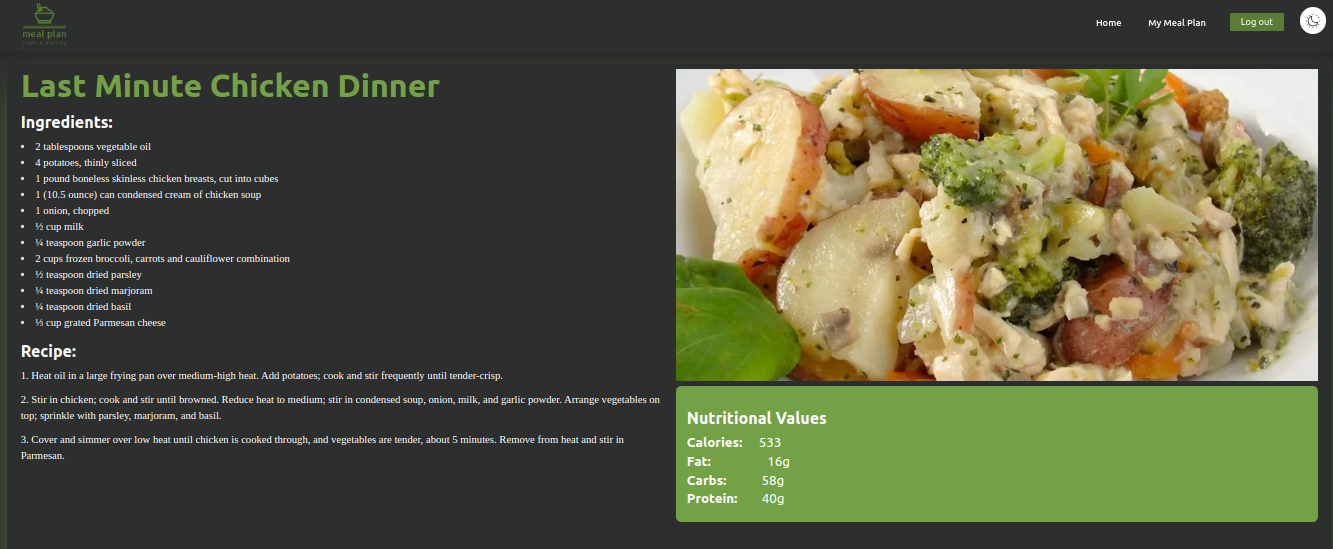 meal plan
Home
My Meal Plan
Log out
Last Minute Chicken Dinner
Ingredients:
• 2 tablespoons vegetable oil
• 4 potatoes, thinly sliced
• 1 pound boneless skinless chicken breasts, cut into cubes
• 1 (10.5 ounce) can condensed cream of chicken soup
• 1 onion, chopped
• ½ cup milk
• ¼ teaspoon garlic powder
• 2 cups frozen broccoli, carrots and cauliflower combination
• ½ teaspoon dried parsley
• ¼ teaspoon dried marjoram
• ¼ teaspoon dried basil
• ⅓ cup grated Parmesan cheese
Recipe:
1. Heat oil in a large frying pan over medium-high heat. Add potatoes; cook and stir frequently until tender-crisp.
2. Stir in chicken; cook and stir until browned. Reduce heat to medium; stir in condensed soup, onion, milk, and garlic powder. Arrange vegetables on
top; sprinkle with parsley, marjoram, and basil.
3. Cover and simmer over low heat until chicken is cooked through, and vegetables are tender, about 5 minutes. Remove from heat and stir in
Parmesan.
Nutritional Values
Calories: 533
Fat: 16g
Carbs: 58g
Protein: 40g